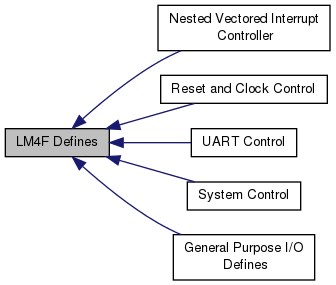 Nested Vectored Interrupt
Controller
Reset and Clock Control
LM4F Defines
UART Control
System Control
General Purpose I/O
Defines